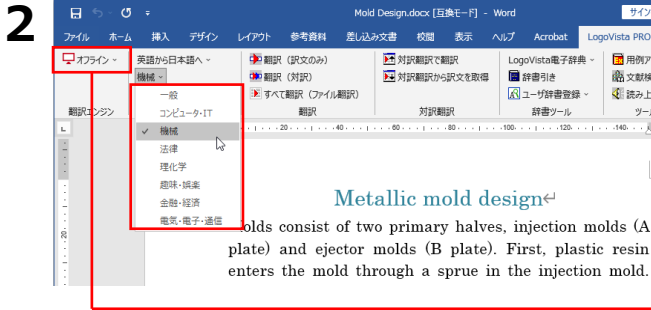 2
Mold Design.docx [互換モード] - Word
サイン
ファイル ホーム 挿入 デザイン レイアウト 参考資料 差し込み文書 校閲 表示 ヘルプ Acrobat LogoVista PRO
オフライン
翻訳エンジン
英語から日本語へ
機械
一般
コンピュータ・IT
機械
法律
理化学
趣味・娯楽
金融・経済
電気・電子・通信
翻訳 (訳文のみ)
翻訳 (対訳)
すべて翻訳 (ファイル翻訳)
翻訳
対訳翻訳で翻訳
対訳翻訳から訳文を取得
対訳翻訳
LogoVista電子辞典
辞書引き
ユーザ辞書登録
辞書ツール
用例ア
文献検
読み上
ツー
20 40 60 80 100 120 140
8
Metallic mold design
olds consist of two primary halves, injection molds (A
plate) and ejector molds (B plate). First, plastic resin
enters the mold through a sprue in the injection mold.